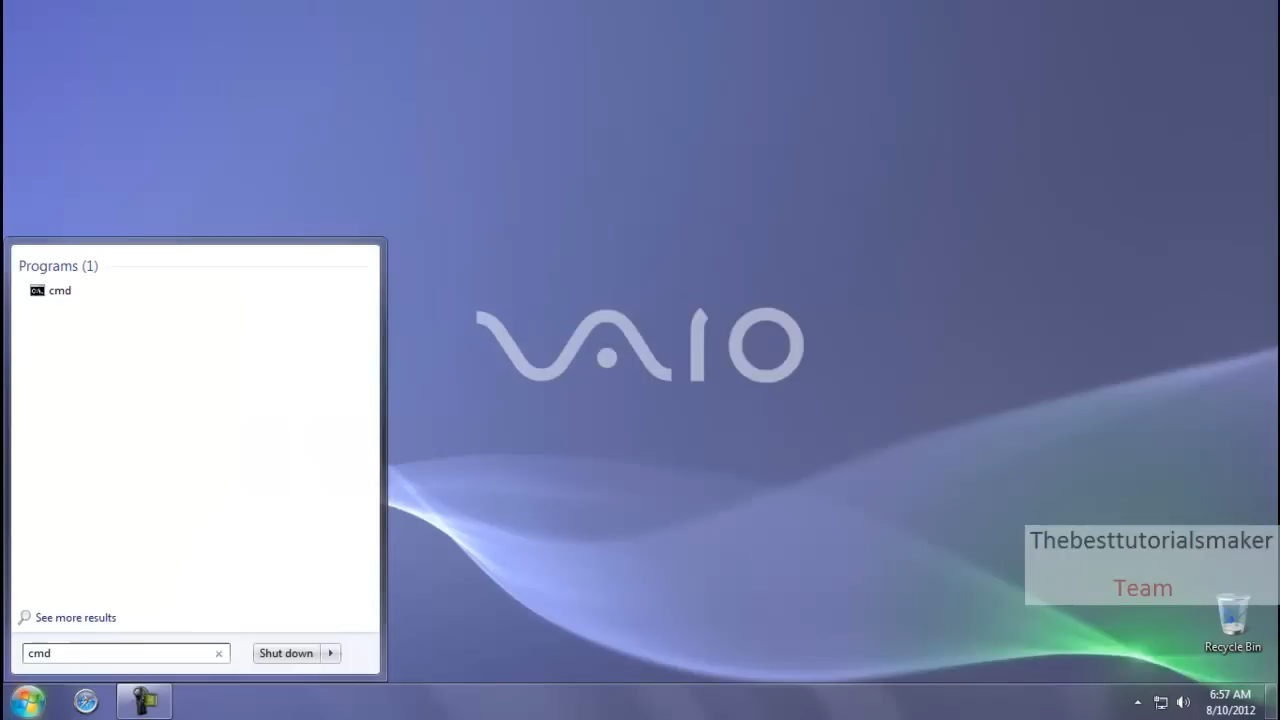 Programs (1)
cmd
See more results
cmd
Shut down
VAIO
Thebesttutorialsmaker
Team
Recycle Bin
6:57 AM
8/10/2012